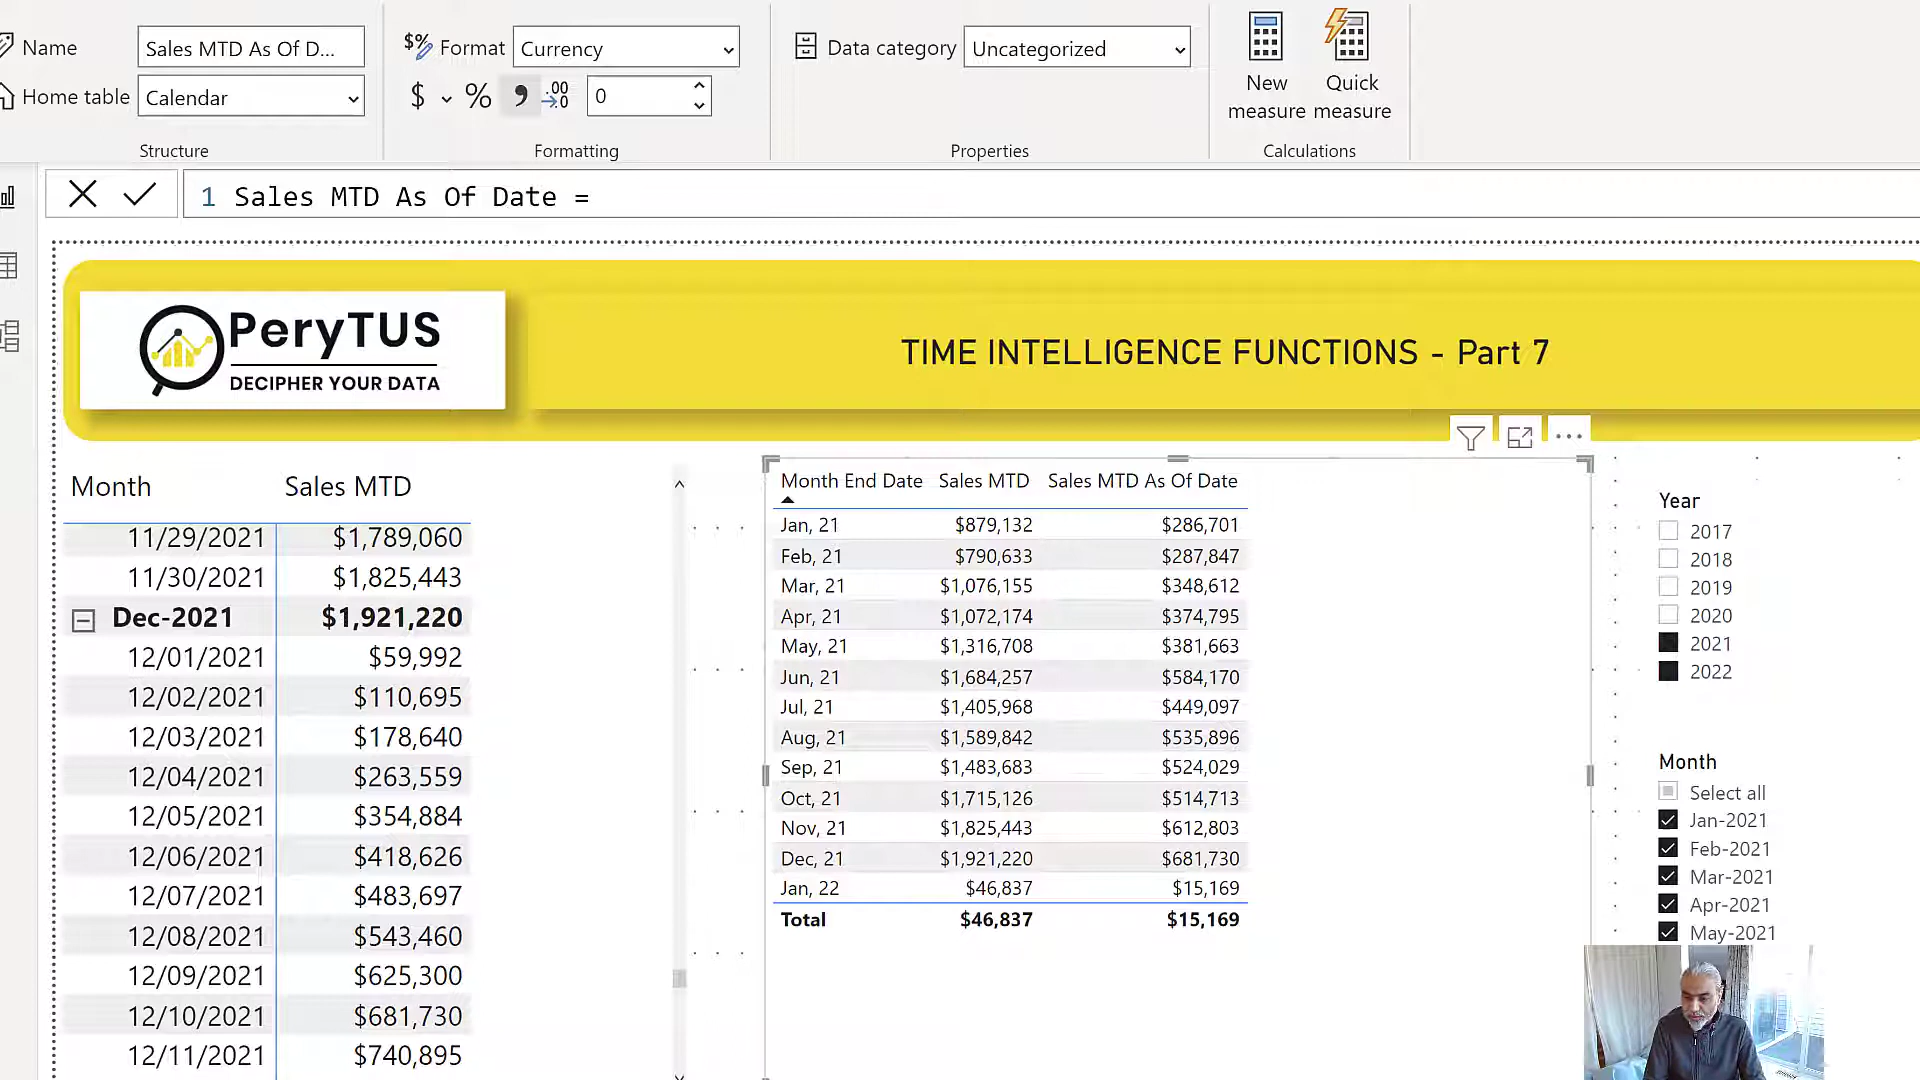 Name Sales MTD As Of D... $% Format Currency Data category Uncategorized
Home table Calendar $ % , .00 .0 0 New measure Quick measure
Structure Formatting Properties Calculations
1 Sales MTD As Of Date =
PeryTUS
DECIPHER YOUR DATA
TIME INTELLIGENCE FUNCTIONS - Part 7
Month Sales MTD
11/29/2021 $1,789,060
11/30/2021 $1,825,443
Dec-2021 $1,921,220
12/01/2021 $59,992
12/02/2021 $110,695
12/03/2021 $178,640
12/04/2021 $263,559
12/05/2021 $354,884
12/06/2021 $418,626
12/07/2021 $483,697
12/08/2021 $543,460
12/09/2021 $625,300
12/10/2021 $681,730
12/11/2021 $740,895
Month End Date Sales MTD Sales MTD As Of Date
Jan, 21 $879,132 $286,701
Feb, 21 $790,633 $287,847
Mar, 21 $1,076,155 $348,612
Apr, 21 $1,072,174 $374,795
May, 21 $1,316,708 $381,663
Jun, 21 $1,684,257 $584,170
Jul, 21 $1,405,968 $449,097
Aug, 21 $1,589,842 $535,896
Sep, 21 $1,483,683 $524,029
Oct, 21 $1,715,126 $514,713
Nov, 21 $1,825,443 $612,803
Dec, 21 $1,921,220 $681,730
Jan, 22 $46,837 $15,169
Total $46,837 $15,169
Year
2017
2018
2019
2020
2021
2022
Month
Select all
Jan-2021
Feb-2021
Mar-2021
Apr-2021
May-2021